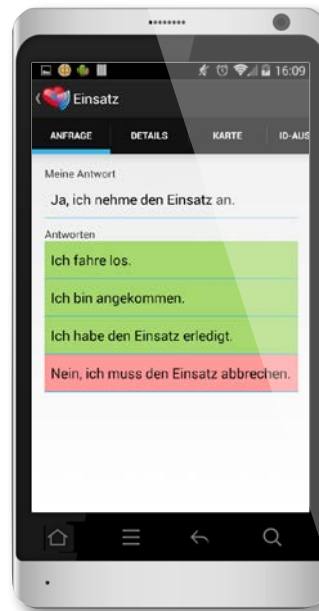 16:09
Einsatz
ANFRAGE DETAILS KARTE ID-AUS
Meine Antwort
Ja, ich nehme den Einsatz an.
Antworten
Ich fahre los.
Ich bin angekommen.
Ich habe den Einsatz erledigt.
Nein, ich muss den Einsatz abbrechen.